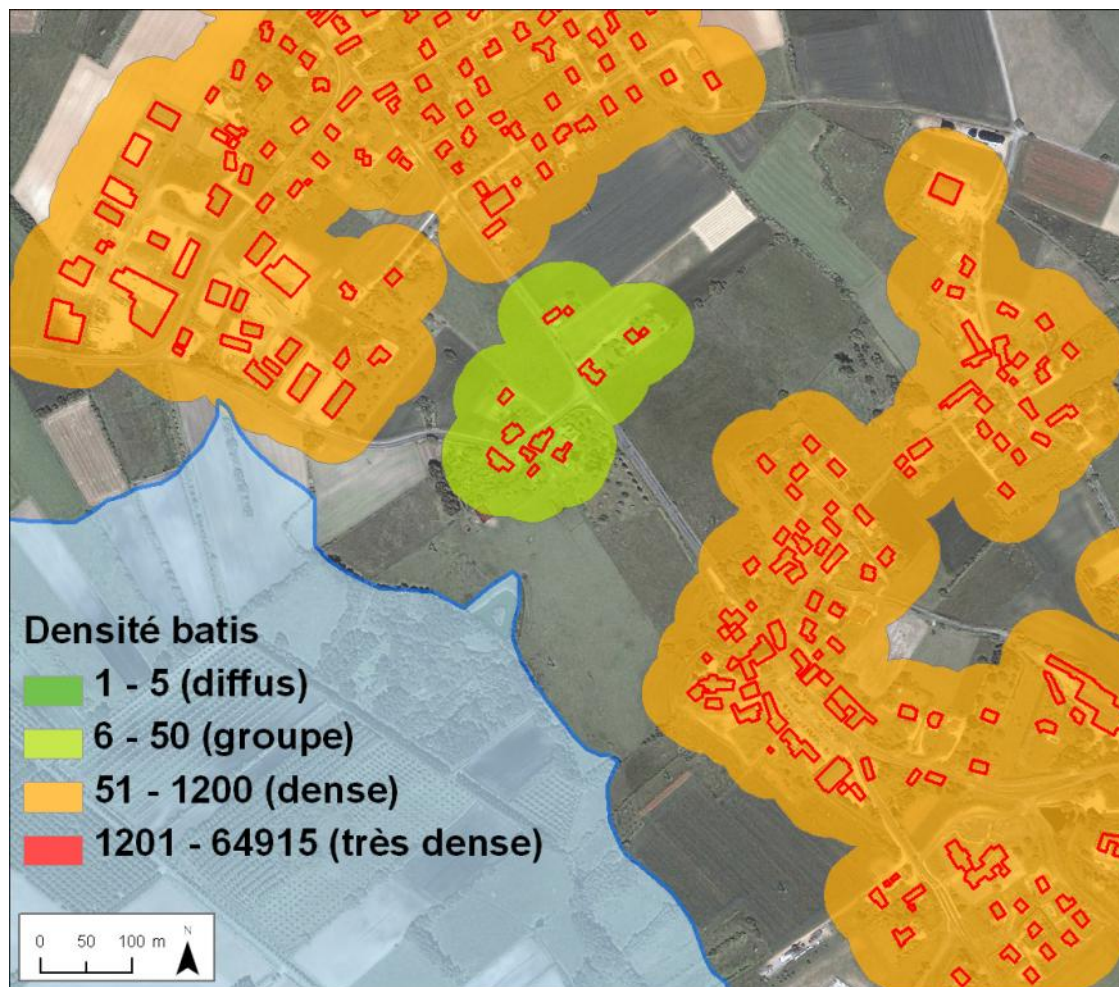 Densité batis
1 - 5 (diffus)
6 - 50 (groupe)
51 - 1200 (dense)
1201 - 64915 (très dense)
0 50 100 m
N